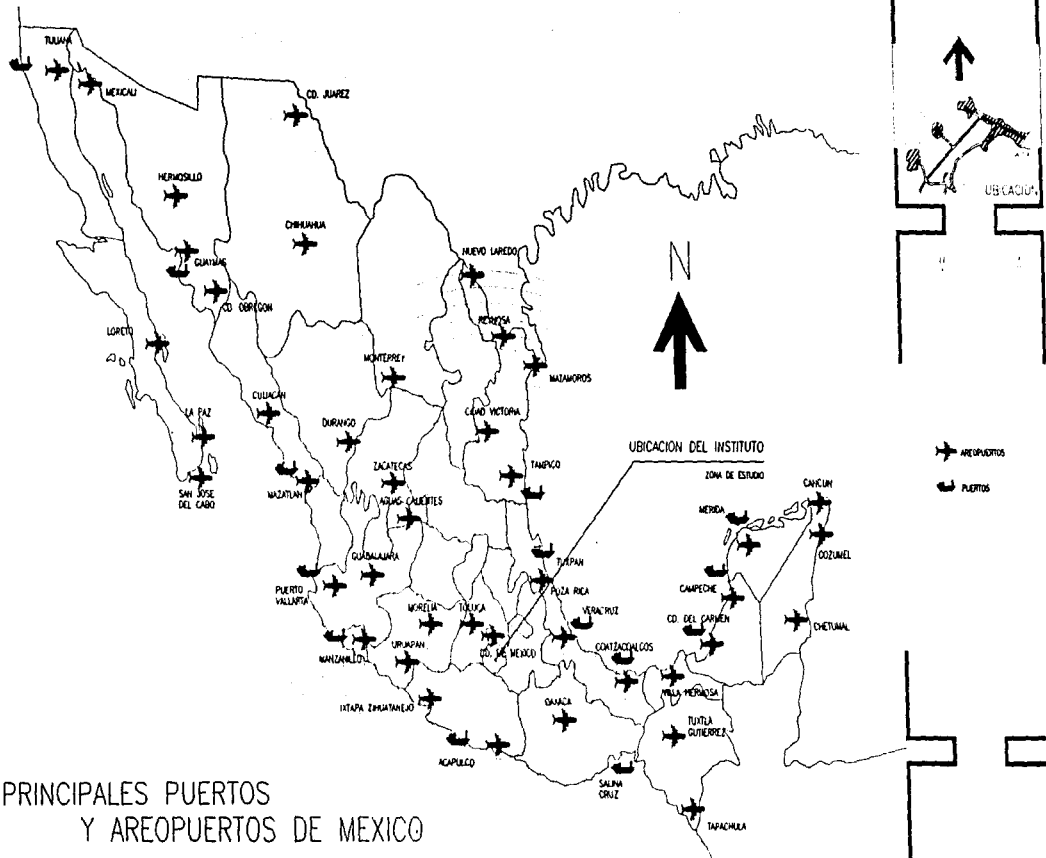 TIJUANA
MEXICALI
CD. JUAREZ
HERMOSILLO
CHIHUAHUA
GUAYMAS
CD. OBREGON
NUEVO LAREDO
REYNOSA
LORETO
MONTERREY
MATAMOROS
N
UBICACION
CULIACAN
LA PAZ
DURANGO
CIUDAD VICTORIA
UBICACION DEL INSTITUTO
ZONA DE ESTUDIO
SAN JOSE
DEL CABO
MAZATLAN
ZACATECAS
AGUAS CALIENTES
TAMPICO
AREOPUERTOS
PUERTOS
CANCUN
MERIDA
COZUMEL
TUXPAN
GUADALAJARA
PUERTO
VALLARTA
POZA RICA
CAMPECHE
MORELIA
TOLUCA
VERACRUZ
CD. DEL CARMEN
CHETUMAL
MANZANILLO
URUAPAN
CD. DE MEXICO
COATZACOALCOS
VILLA HERMOSA
IXTAPA ZIHUATANEJO
OAXACA
TUXTLA
GUTIERREZ
ACAPULCO
SALINA
CRUZ
TAPACHULA
PRINCIPALES PUERTOS
Y AREOPUERTOS DE MEXICO